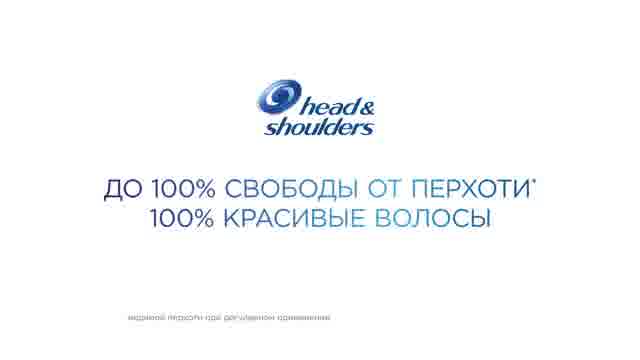 head&
shoulders
ДО 100% СВОБОДЫ ОТ ПЕРХОТИ*
100% КРАСИВЫЕ ВОЛОСЫ
видимой перхоти при регулярном применении